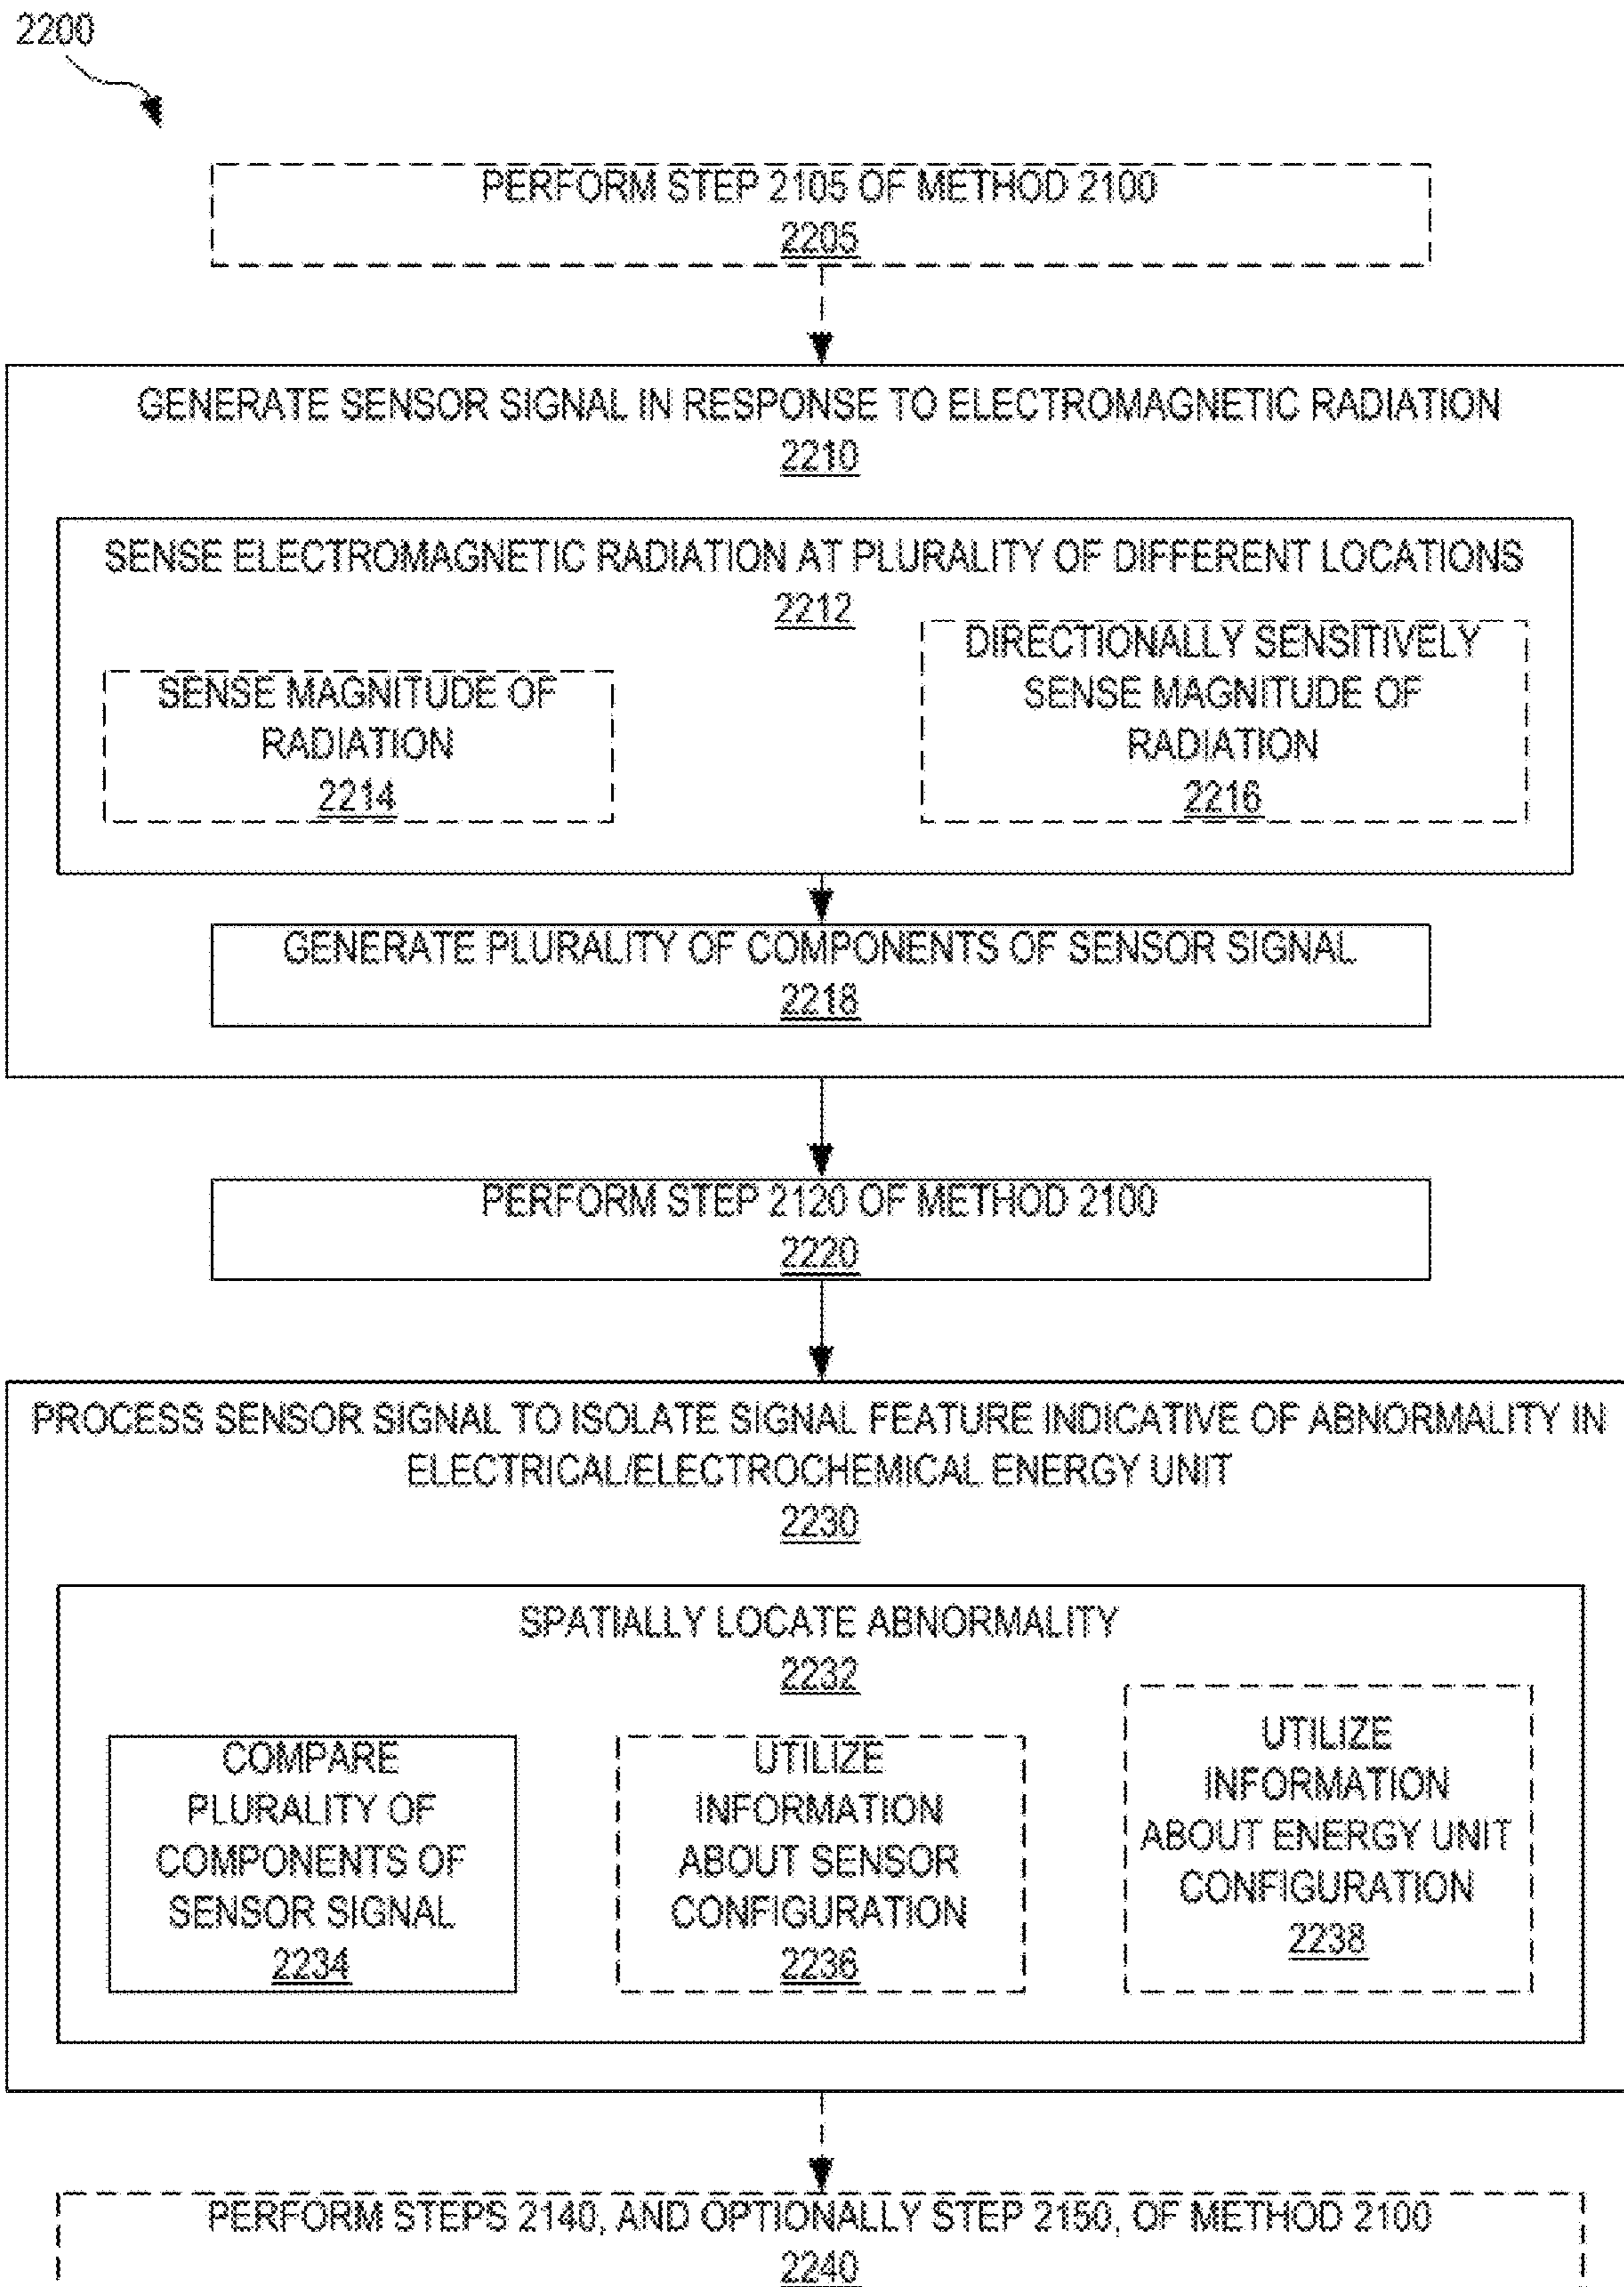 2200
PERFORM STEP 2105 OF METHOD 2100
2205
GENERATE SENSOR SIGNAL IN RESPONSE TO ELECTROMAGNETIC RADIATION
2210
SENSE ELECTROMAGNETIC RADIATION AT PLURALITY OF DIFFERENT LOCATIONS
2212
SENSE MAGNITUDE OF
RADIATION
2214
DIRECTIONALLY SENSITIVELY
SENSE MAGNITUDE OF
RADIATION
2216
GENERATE PLURALITY OF COMPONENTS OF SENSOR SIGNAL
2218
PERFORM STEP 2120 OF METHOD 2100
2220
PROCESS SENSOR SIGNAL TO ISOLATE SIGNAL FEATURE INDICATIVE OF ABNORMALITY IN
ELECTRICAL/ELECTROCHEMICAL ENERGY UNIT
2230
SPATIALLY LOCATE ABNORMALITY
2232
COMPARE
PLURALITY OF
COMPONENTS OF
SENSOR SIGNAL
2234
UTILIZE
INFORMATION
ABOUT SENSOR
CONFIGURATION
2236
UTILIZE
INFORMATION
ABOUT ENERGY UNIT
CONFIGURATION
2238
PERFORM STEPS 2140, AND OPTIONALLY STEP 2150, OF METHOD 2100
2240